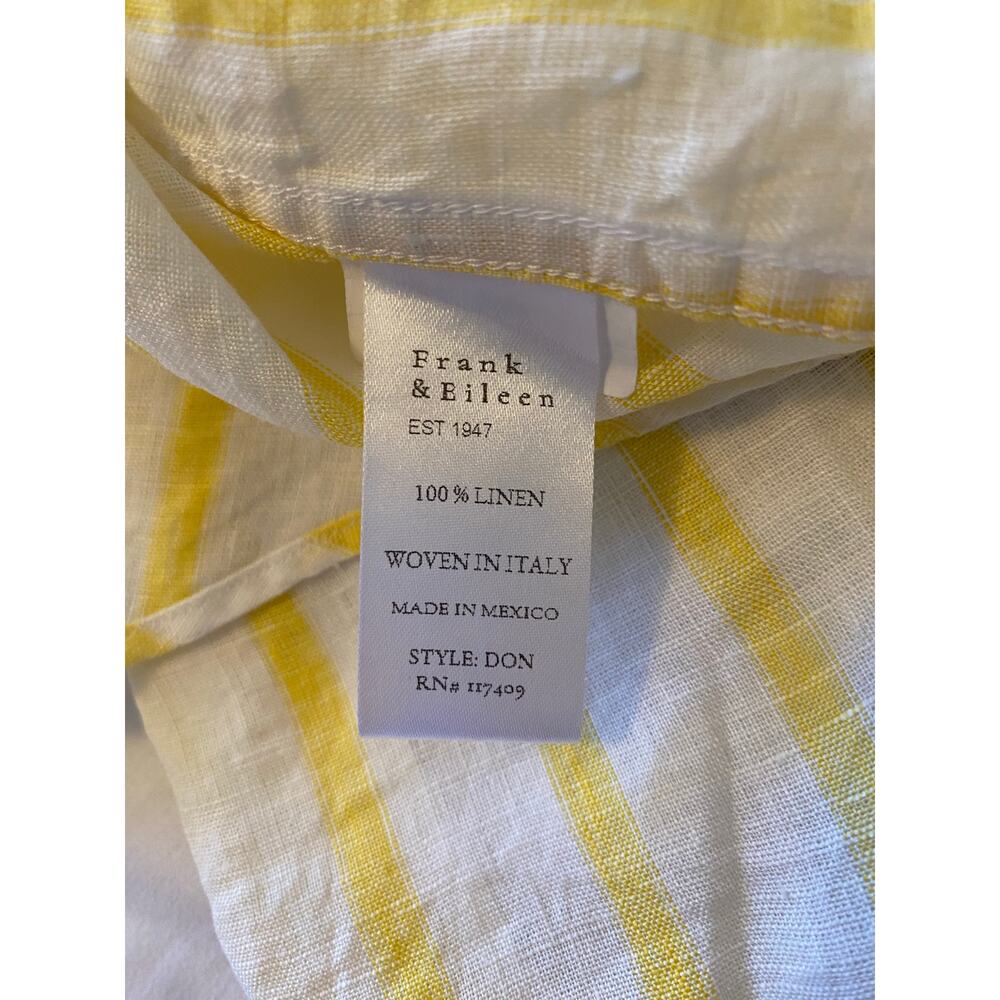 Frank
& Eileen
EST 1947
100% LINEN
WOVEN IN ITALY
MADE IN MEXICO
STYLE: DON
RN# 117409